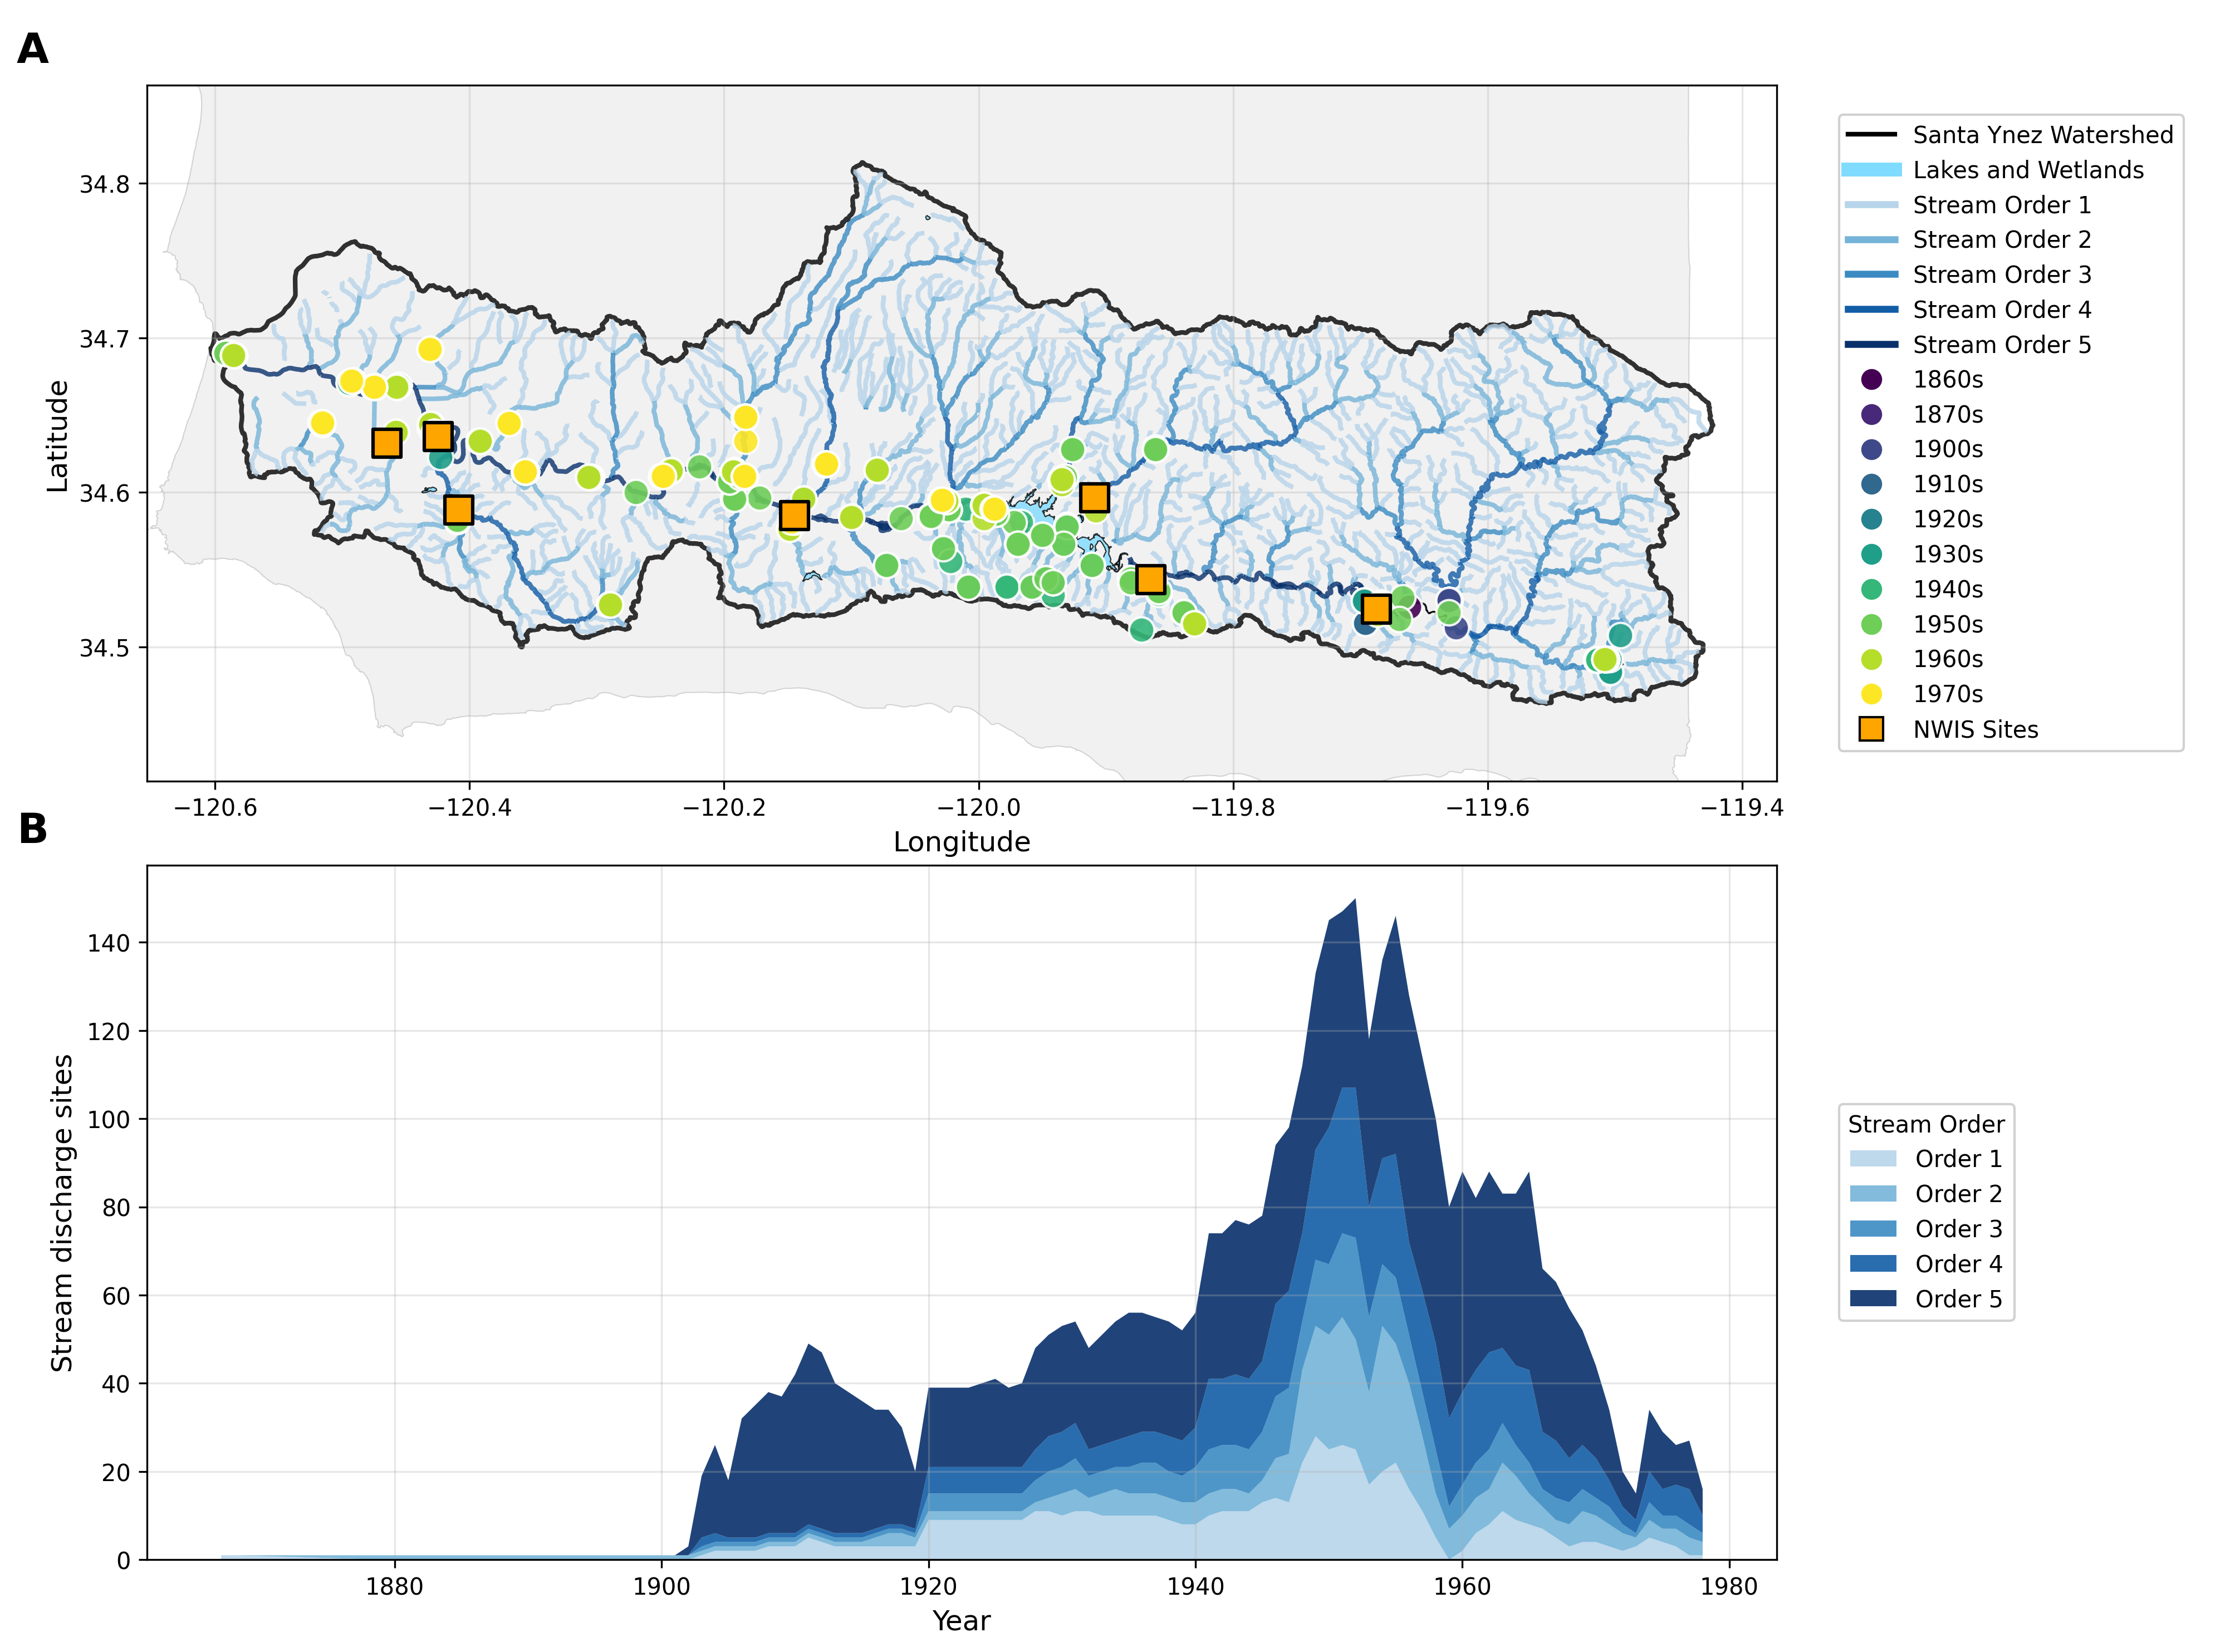 A
34.8
34.7
34.6
34.5
Latitude
−120.6
−120.4
−120.2
−120.0
−119.8
−119.6
−119.4
Longitude
Santa Ynez Watershed
Lakes and Wetlands
Stream Order 1
Stream Order 2
Stream Order 3
Stream Order 4
Stream Order 5
1860s
1870s
1900s
1910s
1920s
1930s
1940s
1950s
1960s
1970s
NWIS Sites
B
140
120
100
80
60
40
20
0
Stream discharge sites
1880
1900
1920
1940
1960
1980
Year
Stream Order
Order 1
Order 2
Order 3
Order 4
Order 5